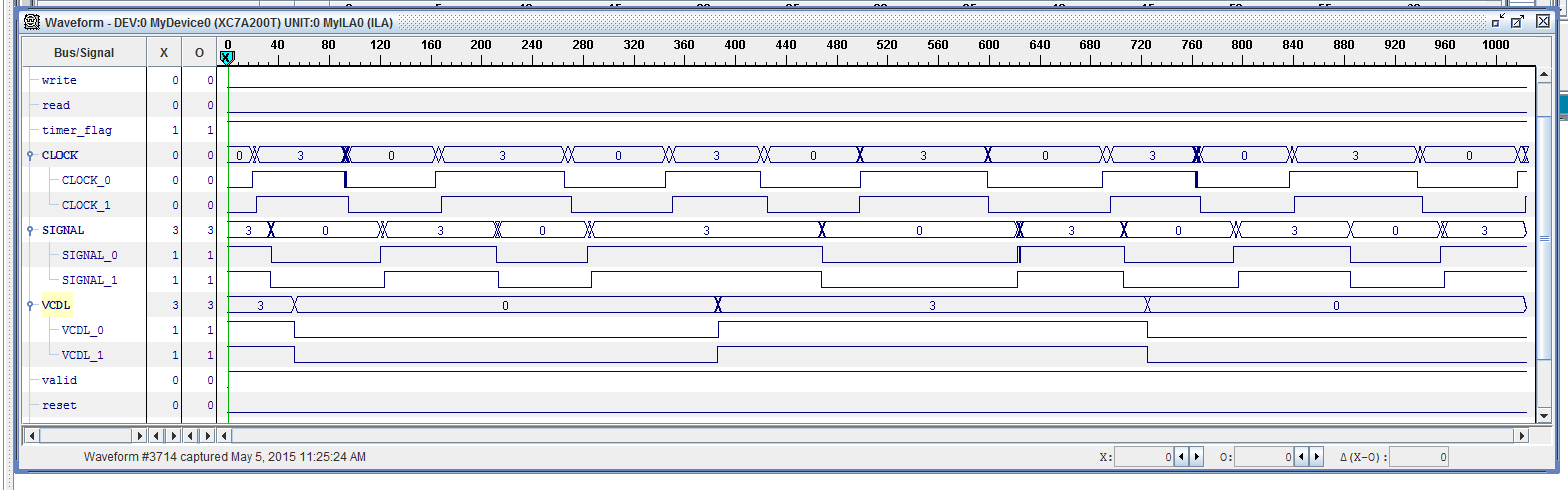 Waveform - DEV:0 MyDevice0 (XC7A200T) UNIT:0 MyILA0 (ILA)
Bus/Signal X O 0 40 80 120 160 200 240 280 320 360 400 440 480 520 560 600 640 680 720 760 800 840 880 920 960 1000
X
write 0 0
read 0 0
timer_flag 1 1
CLOCK 0 0 0 3 0 3 0 3 0 3 0 3 0 3 0
CLOCK_0 0 0
CLOCK_1 0 0
SIGNAL 3 3 3 0 3 0 3 0 3 0 3 0 3
SIGNAL_0 1 1
SIGNAL_1 1 1
VCDL 3 3 3 0 3 0
VCDL_0 1 1
VCDL_1 1 1
valid 0 0
reset 0 0
Waveform #3714 captured May 5, 2015 11:25:24 AM X: 0 O: 0 Δ(X-O): 0